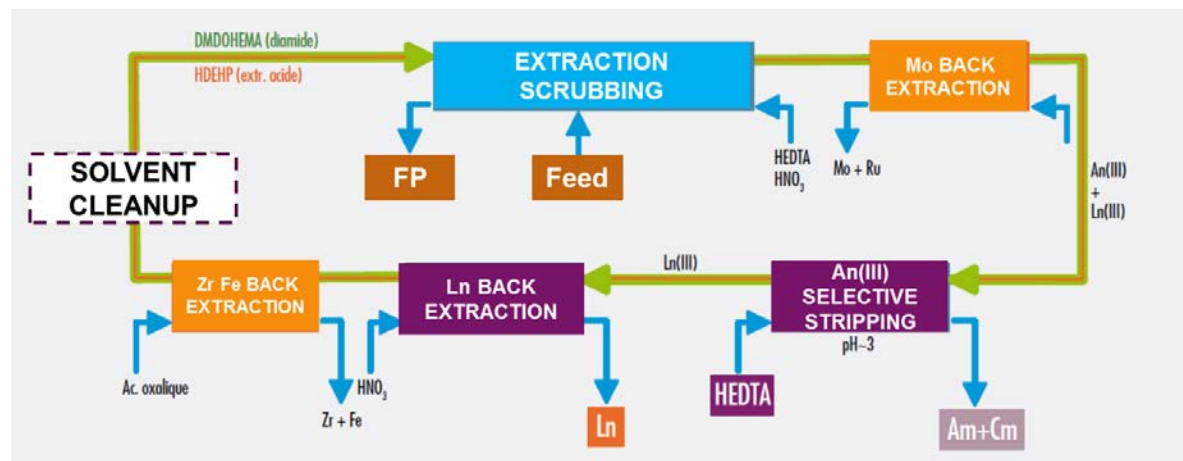 DMDOHEMA (diamide)
HDEHP (extr. acide)
EXTRACTION
SCRUBBING
Mo BACK
EXTRACTION
FP
Feed
HEDTA
HNO₃
Mo + Ru
An(III)
+
Ln(III)
SOLVENT
CLEANUP
Zr Fe BACK
EXTRACTION
Ln BACK
EXTRACTION
Ln(III)
An(III)
SELECTIVE
STRIPPING
pH~3
Ac. oxalique
Zr + Fe
HNO₃
Ln
HEDTA
Am+Cm